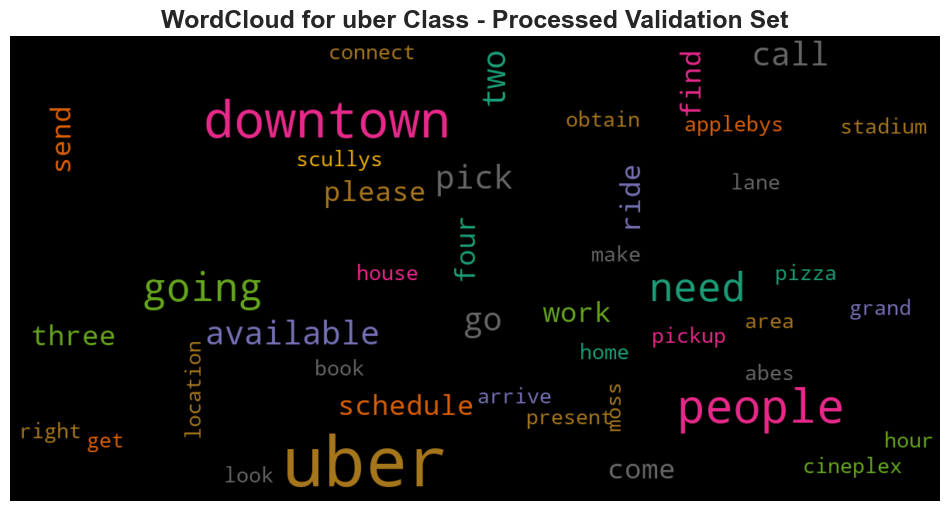 WordCloud for uber Class - Processed Validation Set
connect
two
find
call
send
downtown
obtain
applebys
stadium
scullys
please
pick
ride
lane
four
make
house
going
need
pizza
three
available
go
work
pickup
area
grand
location
book
home
abes
schedule
arrive
present
moss
people
right
get
look
uber
come
cineplex
hour